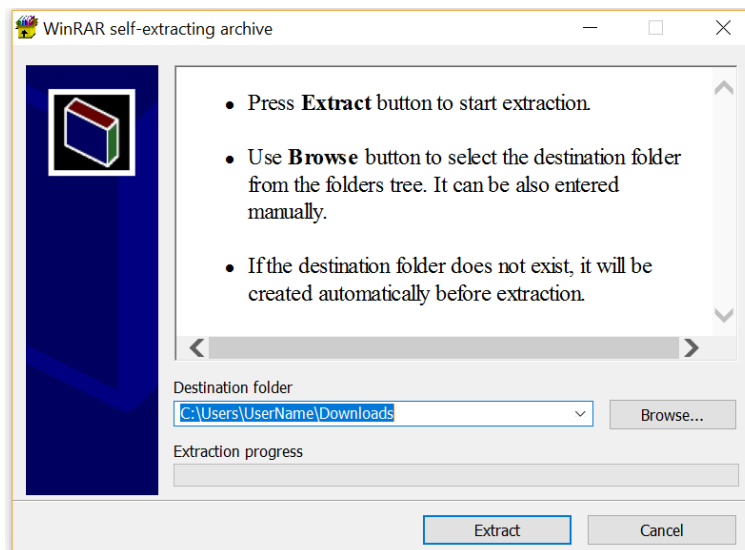 WinRAR self-extracting archive
• Press Extract button to start extraction.
• Use Browse button to select the destination folder
from the folders tree. It can be also entered
manually.
• If the destination folder does not exist, it will be
created automatically before extraction.
Destination folder
C:\Users\UserName\Downloads
Browse...
Extraction progress
Extract
Cancel